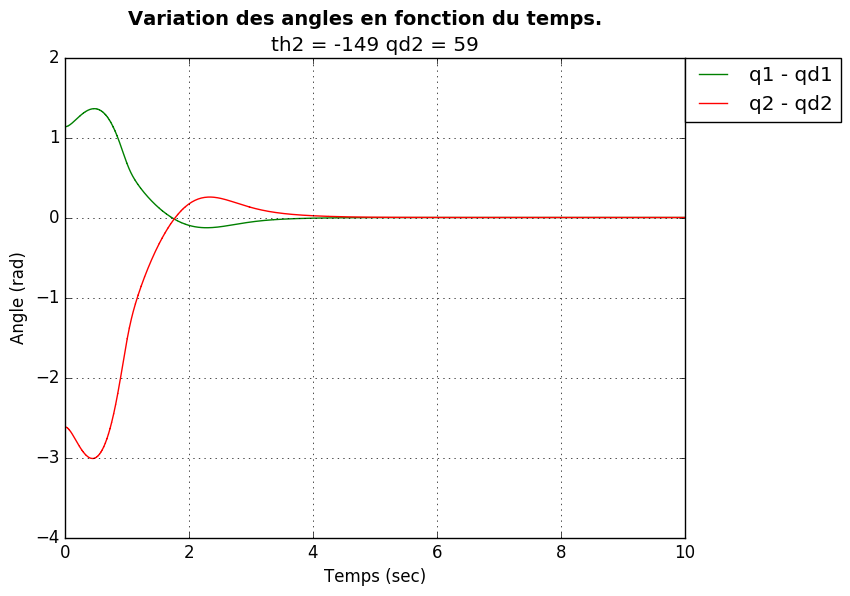 Variation des angles en fonction du temps.
th2 = -149 qd2 = 59
q1 - qd1
q2 - qd2
2
1
0
−1
−2
−3
−4
Angle (rad)
0 2 4 6 8 10
Temps (sec)